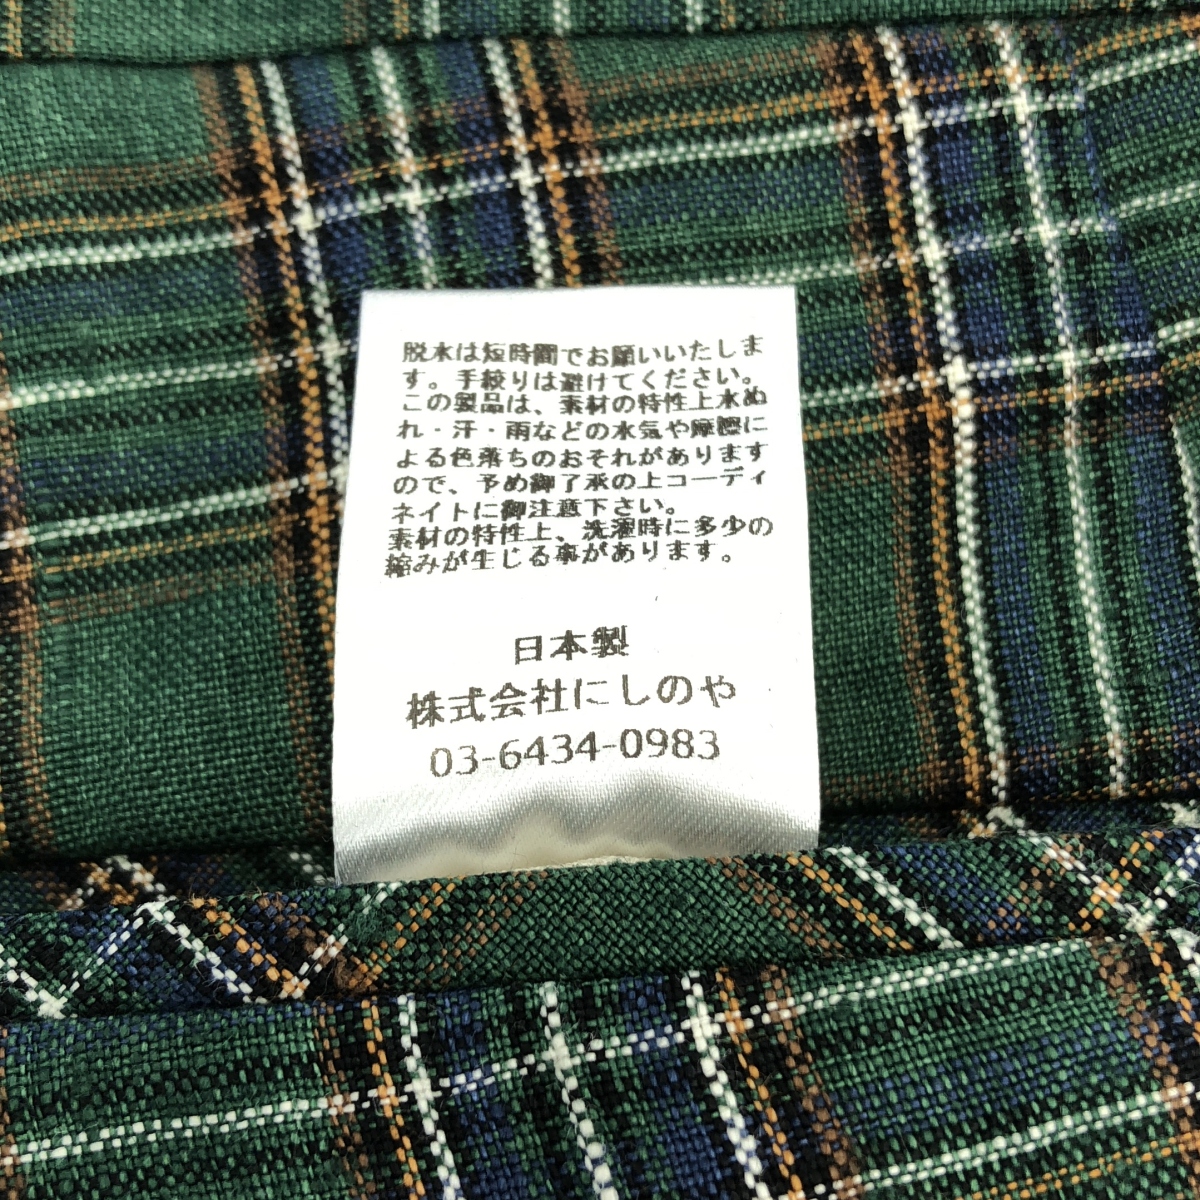 脱水は短時間でお願いいたしま
す。手絞りは避けてください。
この製品は、素材の特性上水ぬ
れ・汗・雨などの水気や摩擦に
よる色落ちのおそれがあります
ので、予め御了承の上コーディ
ネイトに御注意下さい。
素材の特性上、洗濯時に多少の
縮みが生じる事があります。
日本製
株式会社にしのや
03-6434-0983